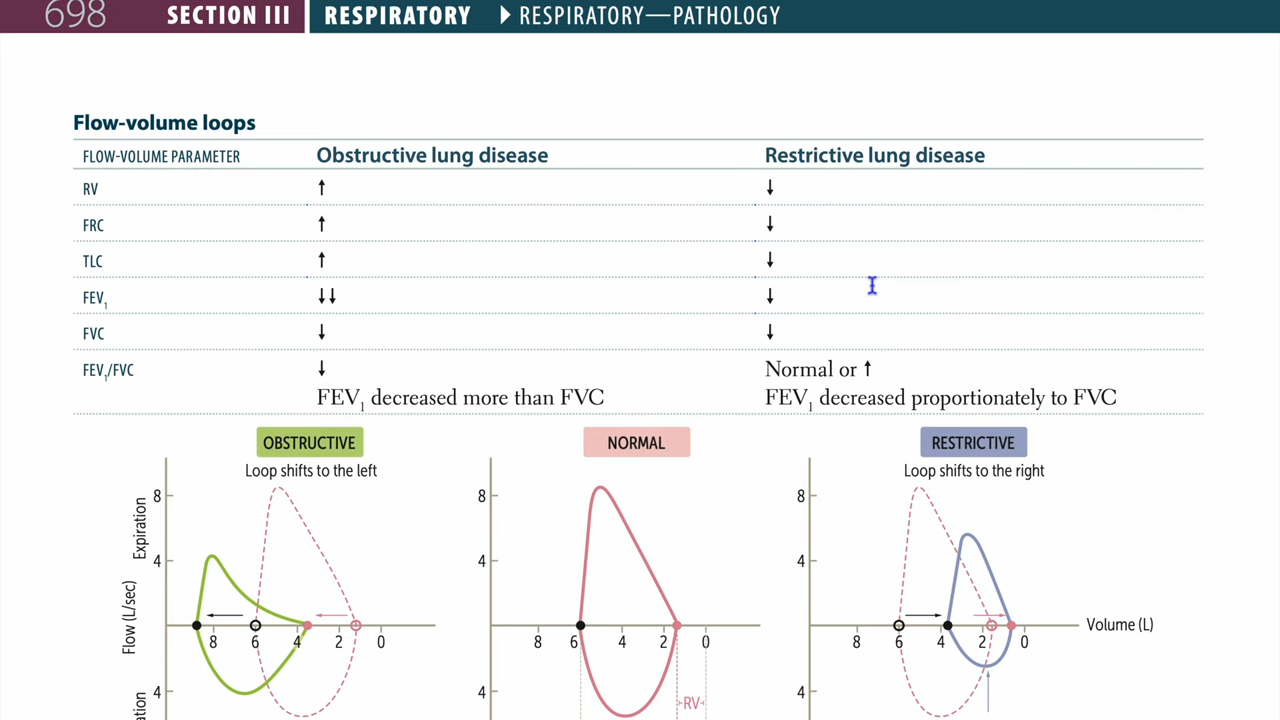 698 SECTION III RESPIRATORY ▶ RESPIRATORY—PATHOLOGY
Flow-volume loops
FLOW-VOLUME PARAMETER Obstructive lung disease Restrictive lung disease
RV ↑ ↓
FRC ↑ ↓
TLC ↑ ↓
FEV₁ ↓↓ ↓
FVC ↓ ↓
FEV₁/FVC ↓ Normal or ↑
FEV₁ decreased more than FVC FEV₁ decreased proportionately to FVC
OBSTRUCTIVE NORMAL RESTRICTIVE
Loop shifts to the left Loop shifts to the right
8 8 8
Expiration
4 4 4
Flow (L/sec)
Volume (L)
8 6 4 2 0 8 6 4 2 0 8 6 4 2 0
4 4 4
RV